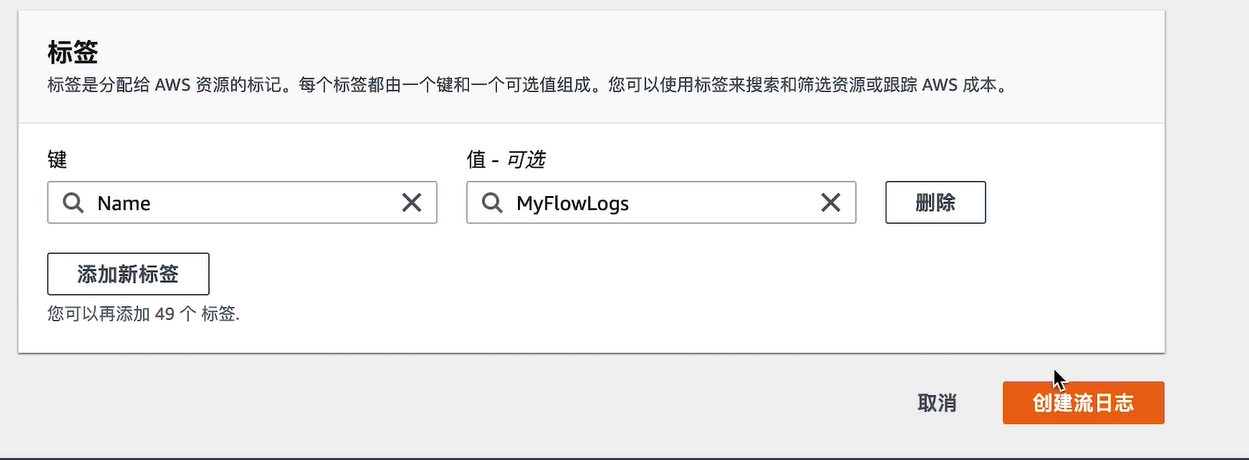 标签
标签是分配给 AWS 资源的标记。每个标签都由一个键和一个可选值组成。您可以使用标签来搜索和筛选资源或跟踪 AWS 成本。
键
值 - 可选
Name
MyFlowLogs
删除
添加新标签
您可以再添加 49 个 标签.
取消
创建流日志